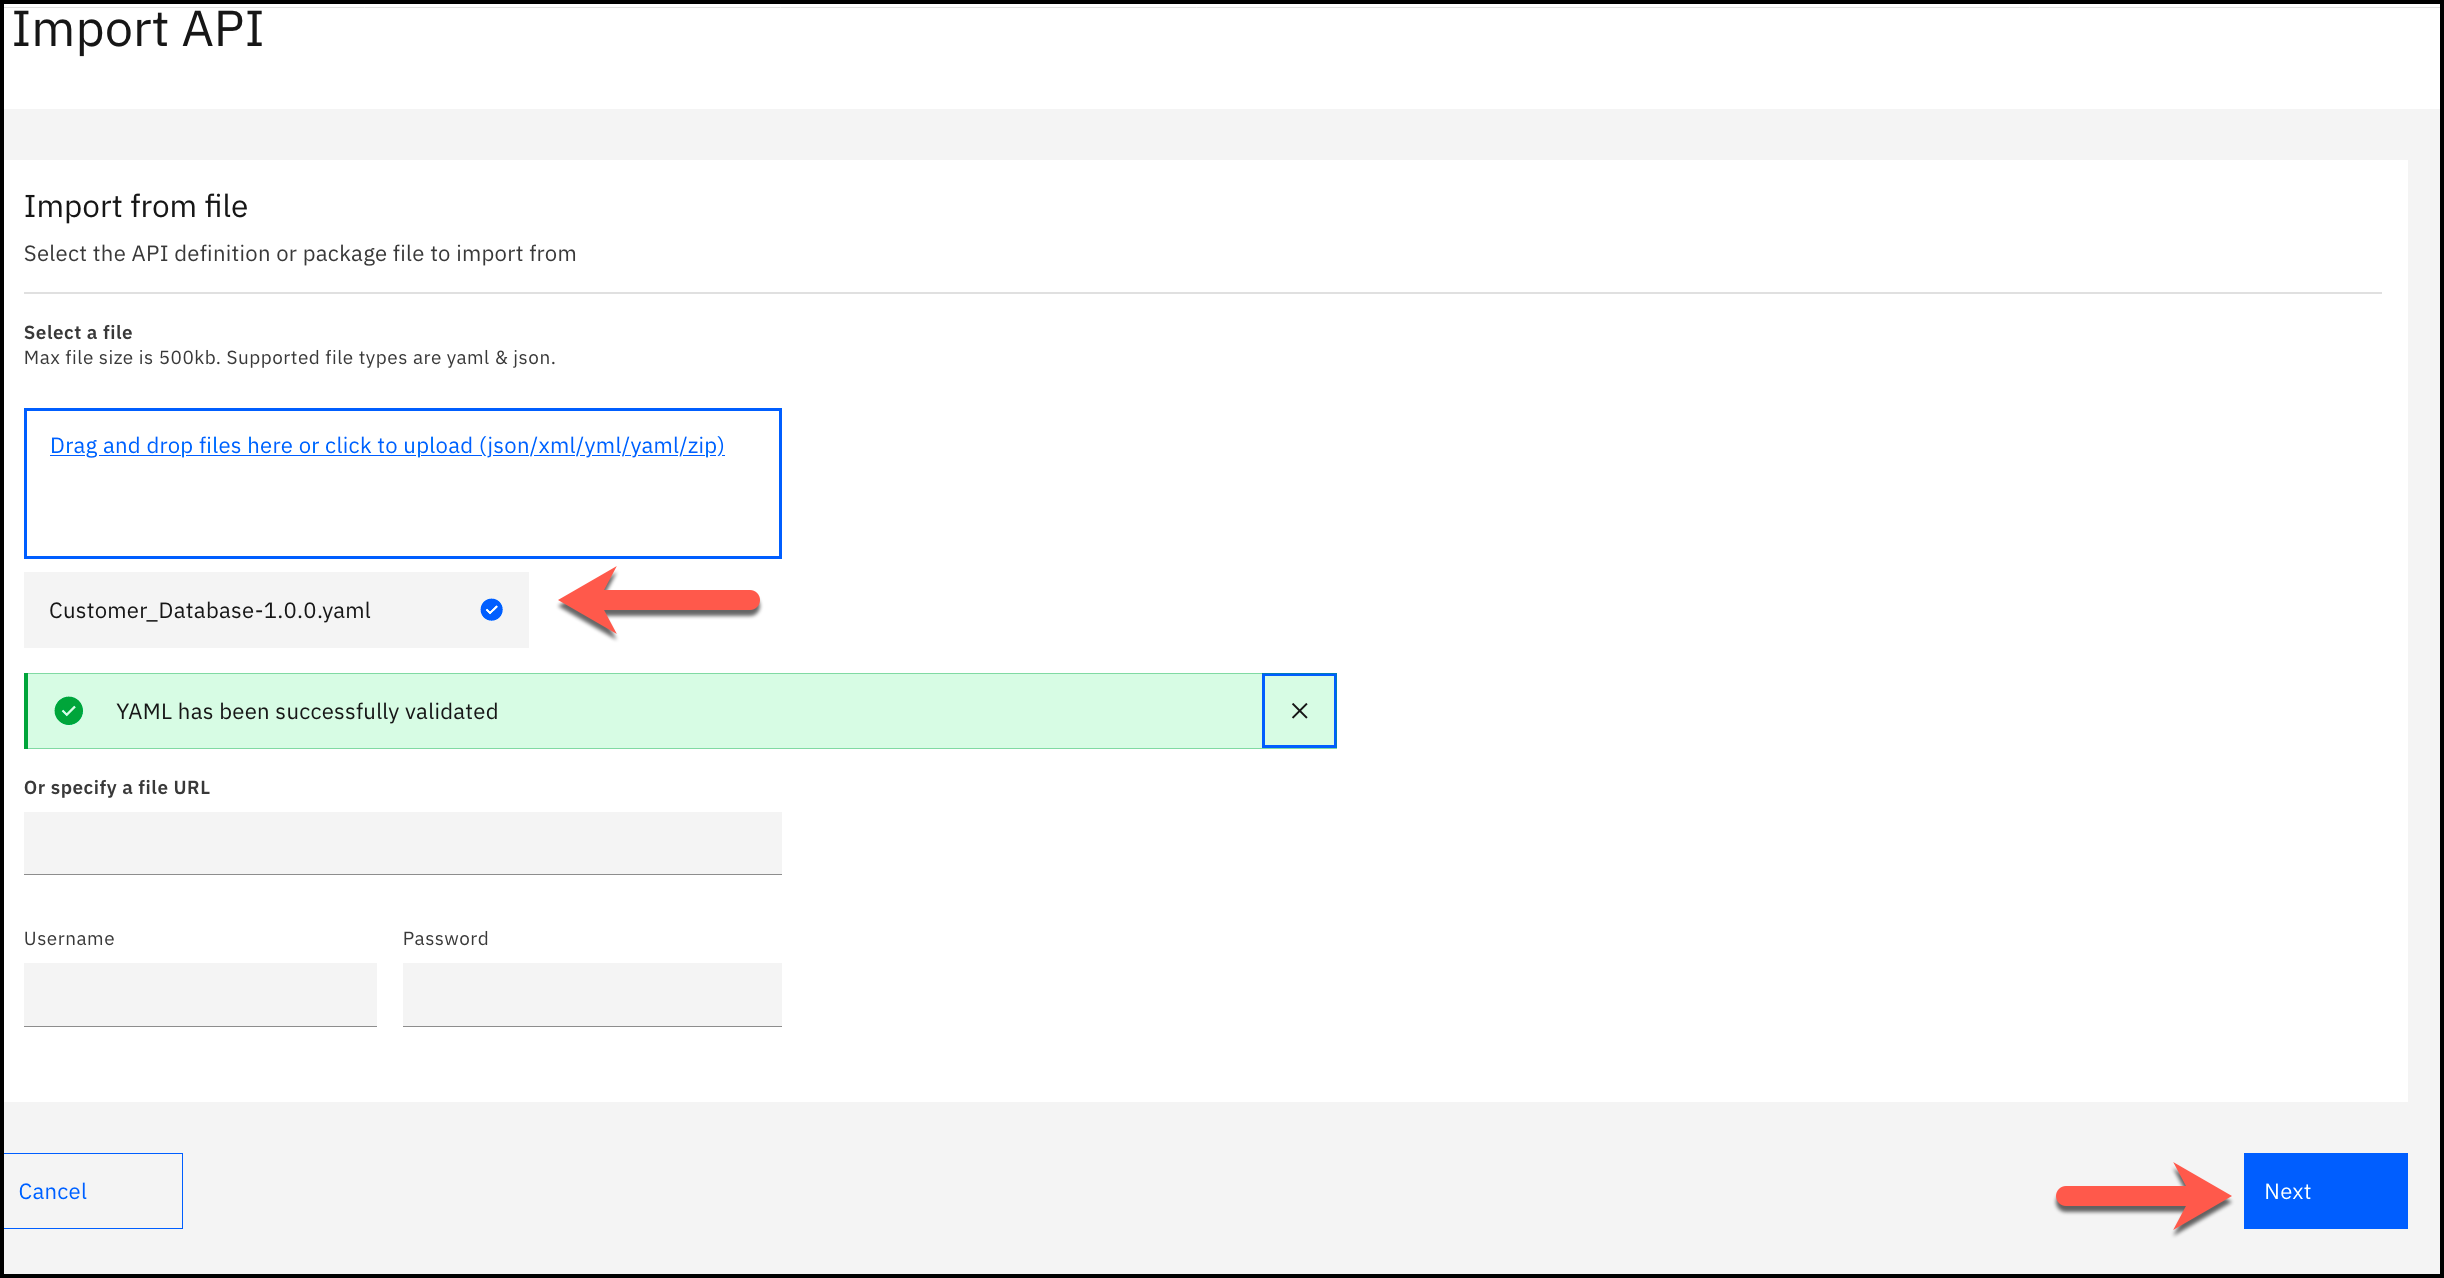 Import API
Import from file
Select the API definition or package file to import from
Select a file
Max file size is 500kb. Supported file types are yaml & json.
Drag and drop files here or click to upload (json/xml/yml/yaml/zip)
Customer_Database-1.0.0.yaml
YAML has been successfully validated
Or specify a file URL
Username
Password
Cancel
Next